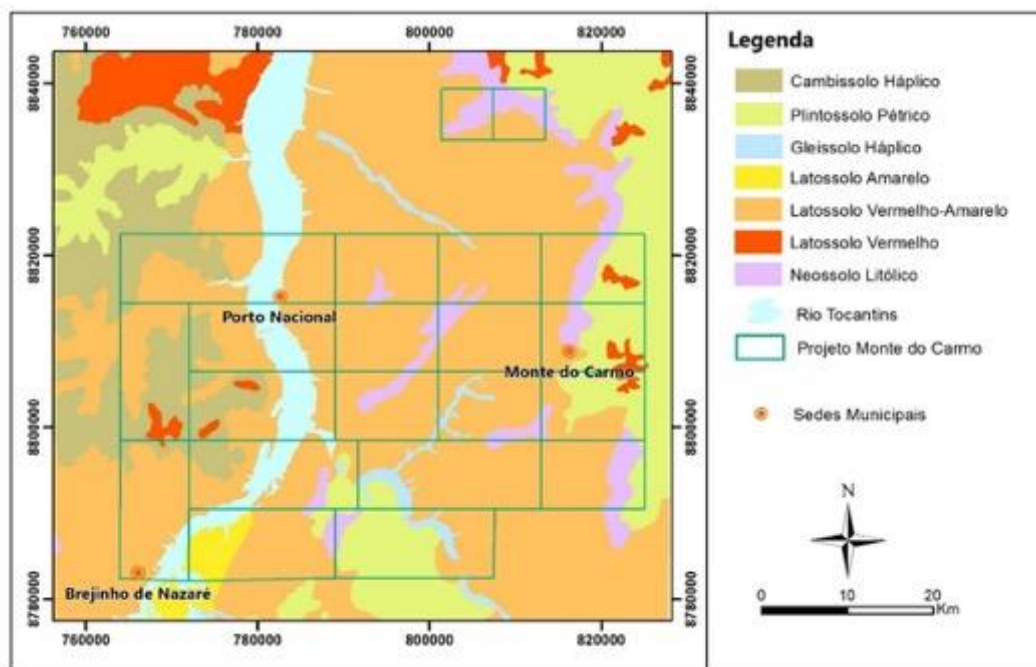 760000 780000 800000 820000
8840000 8840000
8820000 8820000
8800000 8800000
8780000 8780000
Porto Nacional
Monte do Carmo
Brejinho de Nazaré
760000 780000 800000 820000
Legenda
Cambissolo Háplico
Plintossolo Pétrico
Gleissolo Háplico
Latossolo Amarelo
Latossolo Vermelho-Amarelo
Latossolo Vermelho
Neossolo Litólico
Rio Tocantins
Projeto Monte do Carmo
Sedes Municipais
N
0 10 20
Km